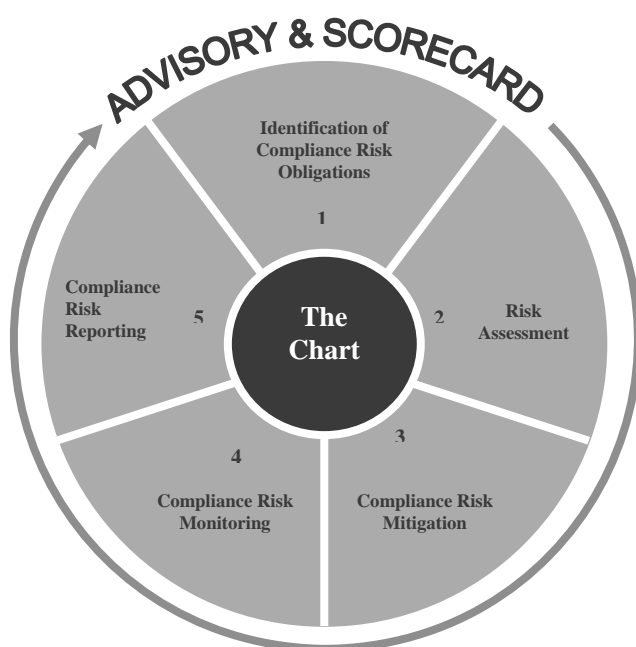 ADVISORY & SCORECARD
Identification of
Compliance Risk
Obligations
1
The
Chart
2
Risk
Assessment
3
Compliance Risk
Mitigation
4
Compliance Risk
Monitoring
5
Compliance
Risk
Reporting